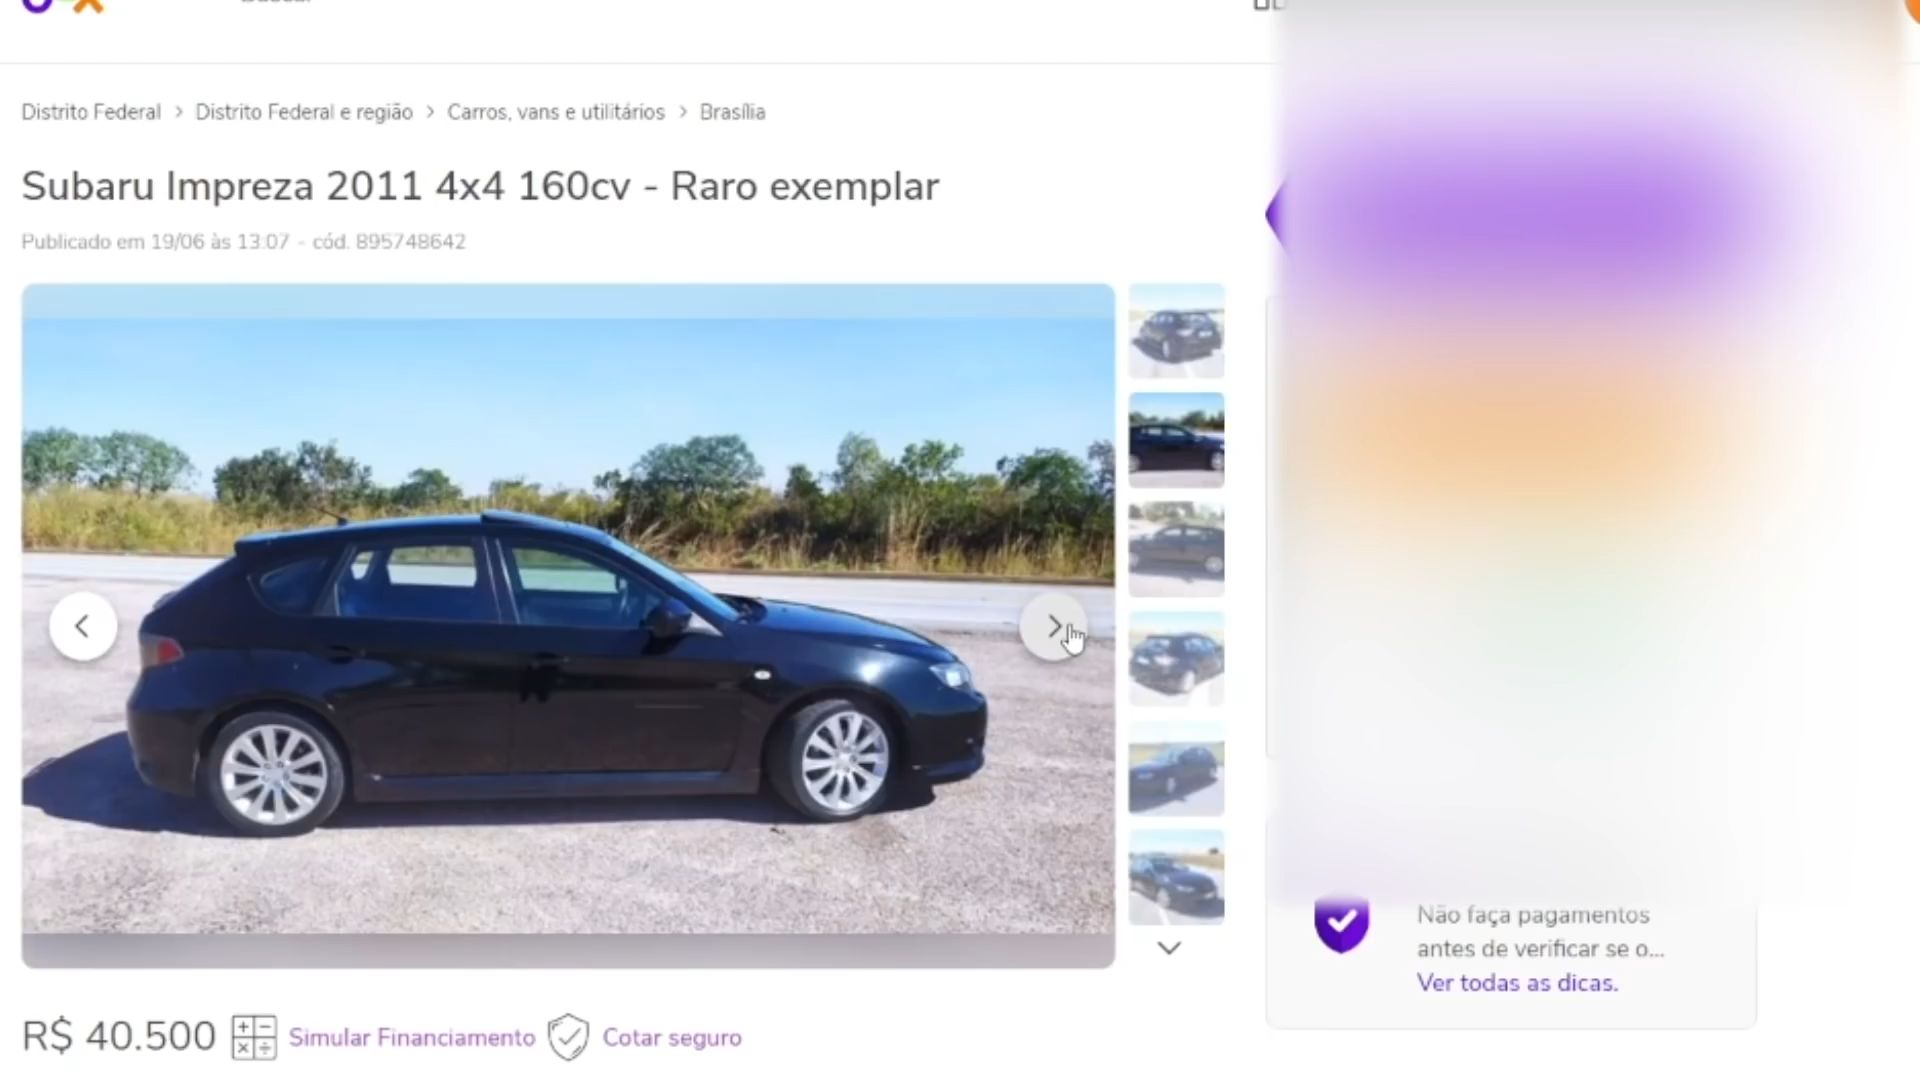 Distrito Federal > Distrito Federal e região > Carros, vans e utilitários > Brasília
Subaru Impreza 2011 4x4 160cv - Raro exemplar
Publicado em 19/06 às 13:07 - cód. 895748642
Não faça pagamentos
antes de verificar se o...
Ver todas as dicas.
R$ 40.500 Simular Financiamento Cotar seguro